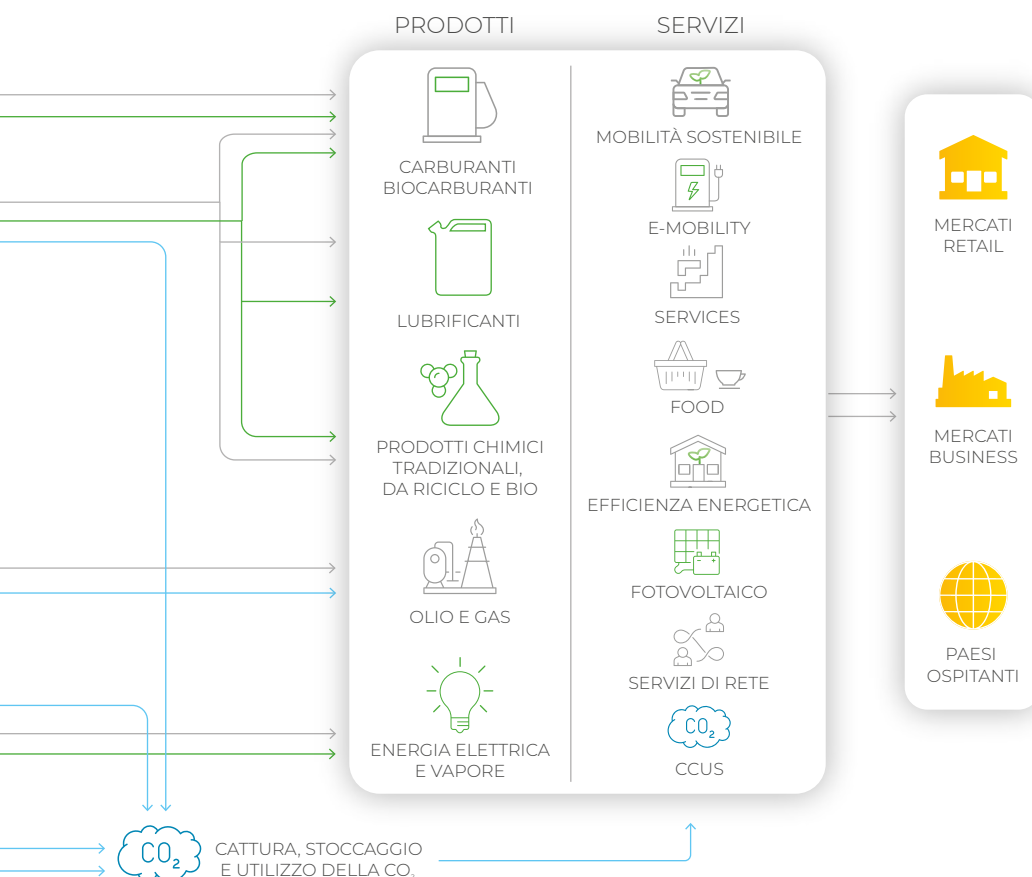 PRODOTTI
SERVIZI
CARBURANTI
BIOCARBURANTI
LUBRIFICANTI
PRODOTTI CHIMICI
TRADIZIONALI,
DA RICICLO E BIO
OLIO E GAS
ENERGIA ELETTRICA
E VAPORE
MOBILITÀ SOSTENIBILE
E-MOBILITY
SERVICES
FOOD
EFFICIENZA ENERGETICA
FOTOVOLTAICO
SERVIZI DI RETE
CO₂
CCUS
MERCATI
RETAIL
MERCATI
BUSINESS
PAESI
OSPITANTI
CO₂
CATTURA, STOCCAGGIO
E UTILIZZO DELLA CO₂